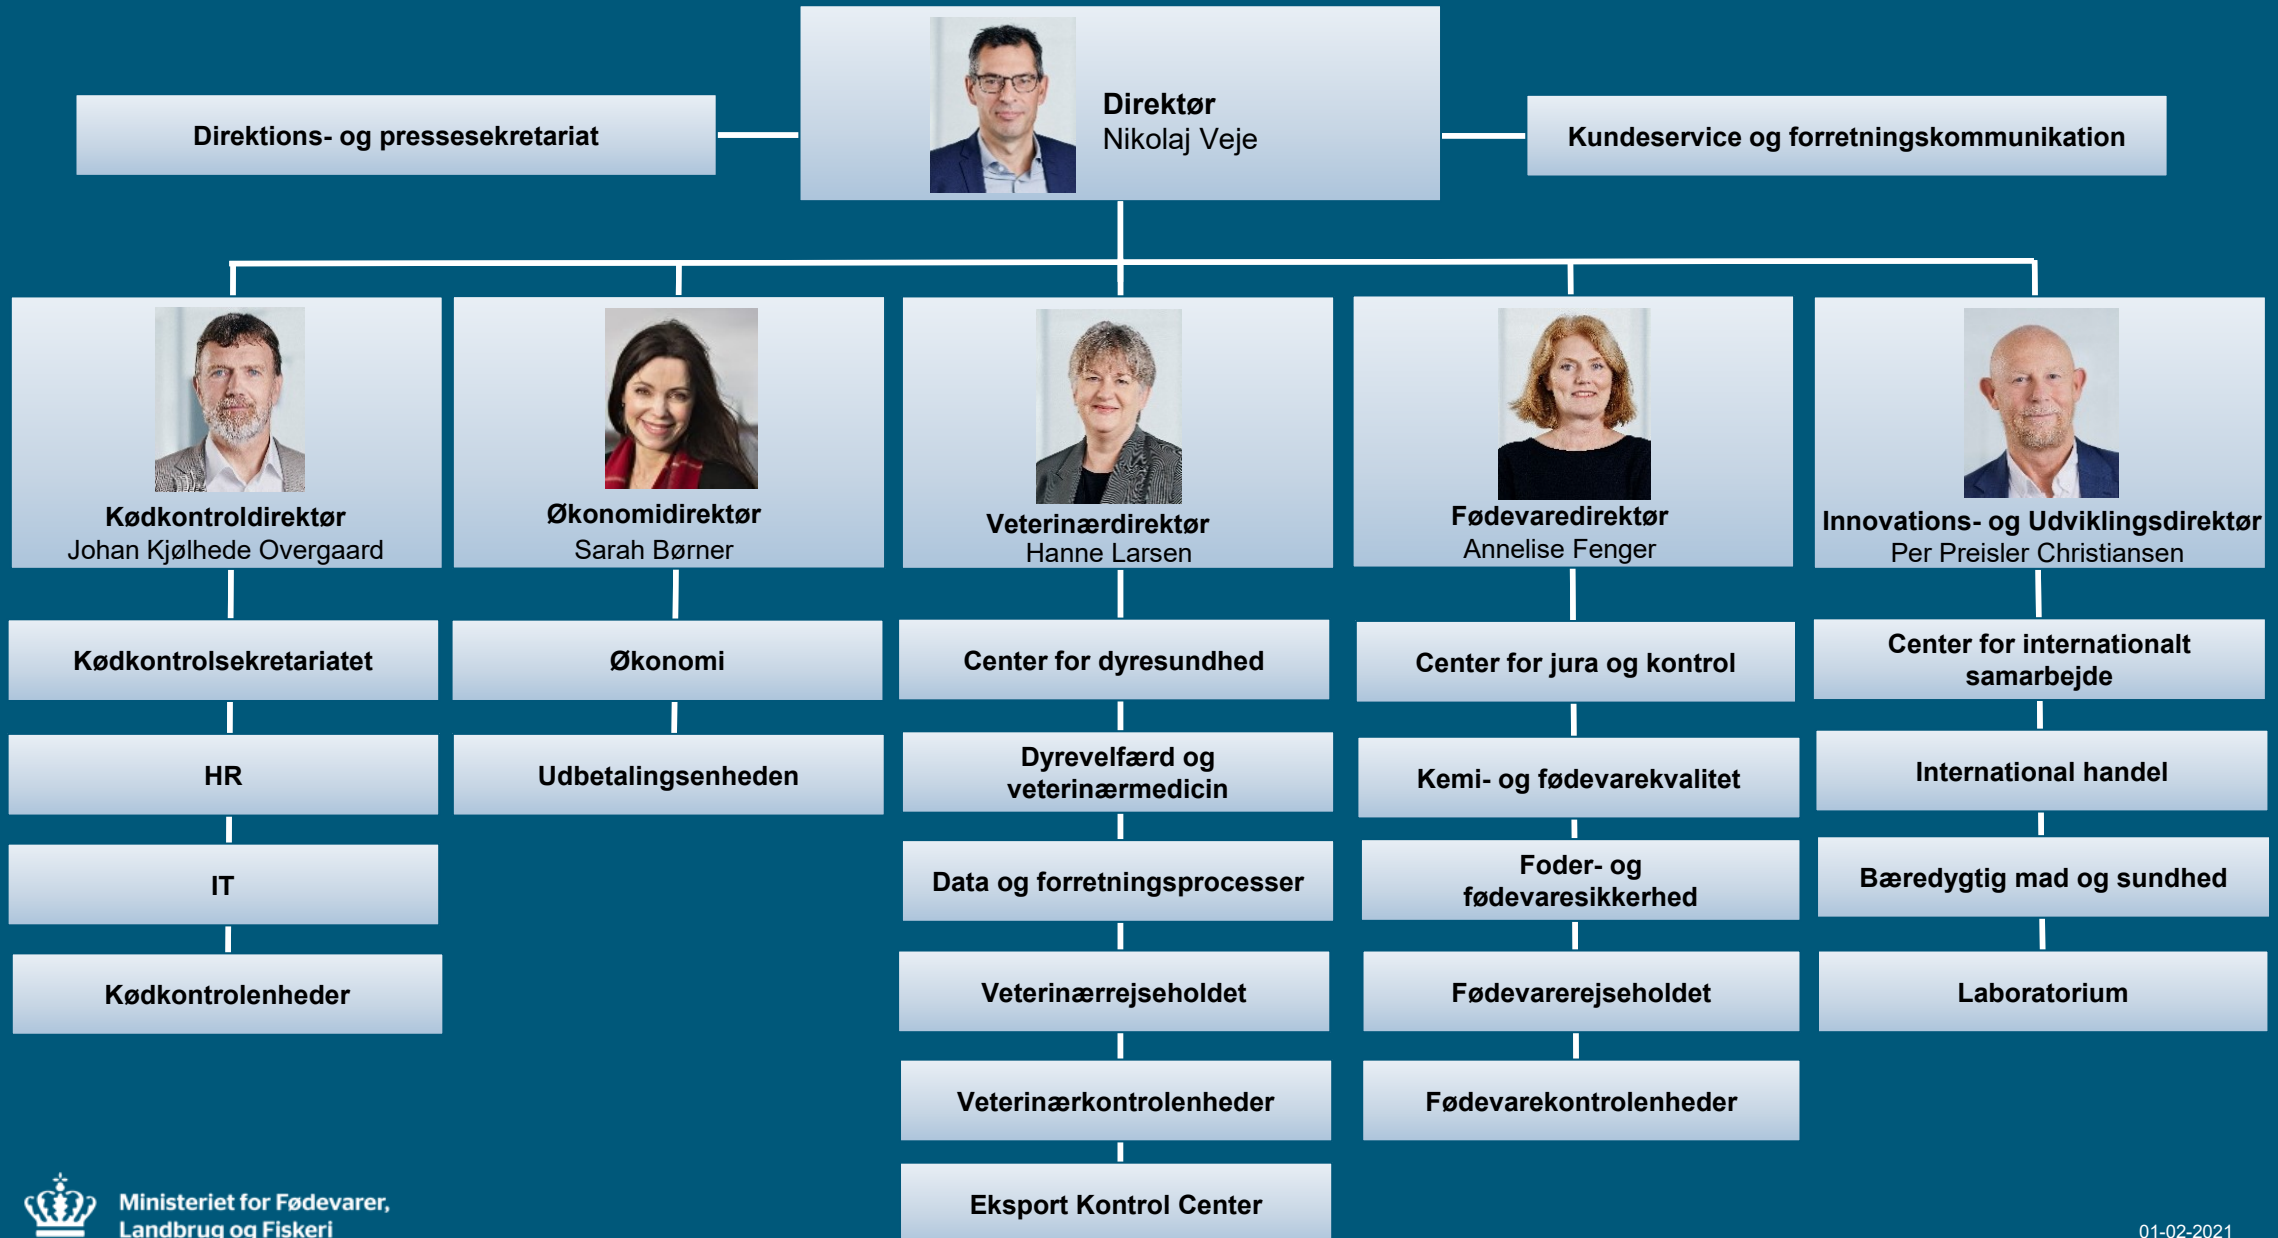 Direktør
Nikolaj Veje
Direktions- og pressesekretariat
Kundeservice og forretningskommunikation
Kødkontroldirektør
Johan Kjølhede Overgaard
Økonomidirektør
Sarah Børner
Veterinærdirektør
Hanne Larsen
Fødevaredirektør
Annelise Fenger
Innovations- og Udviklingsdirektør
Per Preisler Christiansen
Kødkontrolsekretariatet
HR
IT
Kødkontrolenheder
Økonomi
Udbetalingsenheden
Center for dyresundhed
Dyrevelfærd og
veterinærmedicin
Data og forretningsprocesser
Veterinærrejseholdet
Veterinærkontrolenheder
Eksport Kontrol Center
Center for jura og kontrol
Kemi- og fødevarekvalitet
Foder- og
fødevaresikkerhed
Fødevarerejseholdet
Fødevarekontrolenheder
Center for internationalt
samarbejde
International handel
Bæredygtig mad og sundhed
Laboratorium
Ministeriet for Fødevarer,
Landbrug og Fiskeri
01-02-2021